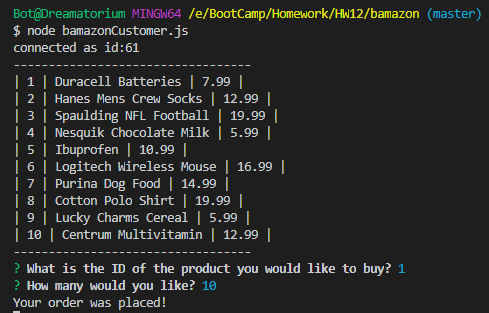 Bot@Dreamatorium MINGW64 /e/BootCamp/Homework/HW12/bamazon (master)
$ node bamazonCustomer.js
connected as id:61
----------------------------------
| 1 | Duracell Batteries | 7.99 |
| 2 | Hanes Mens Crew Socks | 12.99 |
| 3 | Spaulding NFL Football | 19.99 |
| 4 | Nesquik Chocolate Milk | 5.99 |
| 5 | Ibuprofen | 10.99 |
| 6 | Logitech Wireless Mouse | 16.99 |
| 7 | Purina Dog Food | 14.99 |
| 8 | Cotton Polo Shirt | 19.99 |
| 9 | Lucky Charms Cereal | 5.99 |
| 10 | Centrum Multivitamin | 12.99 |
----------------------------------
? What is the ID of the product you would like to buy? 1
? How many would you like? 10
Your order was placed!